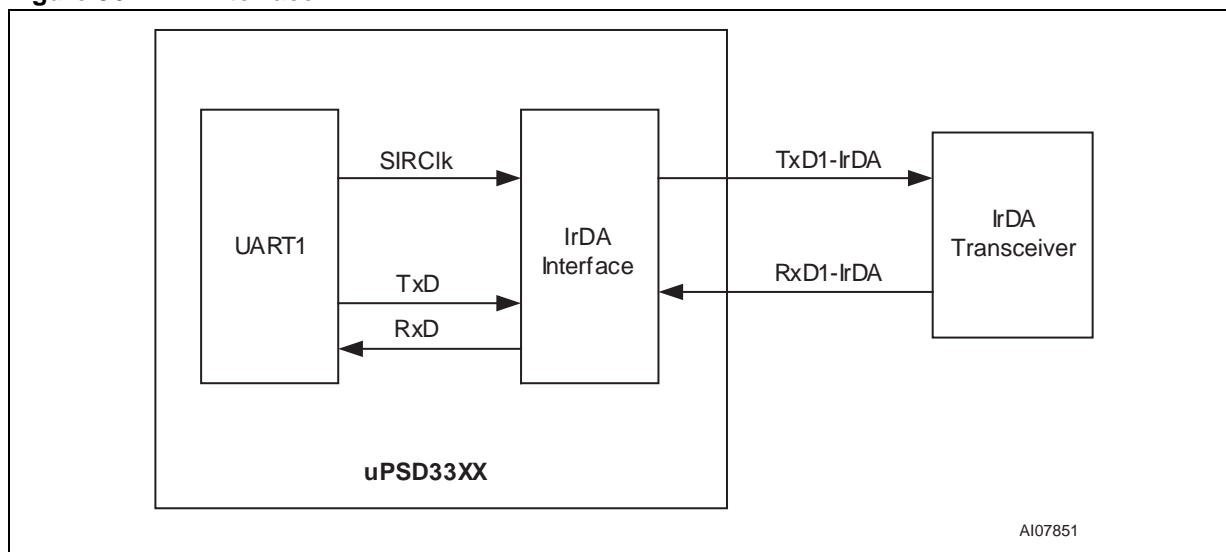 SIRClk
TxD1-IrDA
UART1
IrDA
Interface
IrDA
Transceiver
TxD
RxD1-IrDA
RxD
uPSD33XX
AI07851